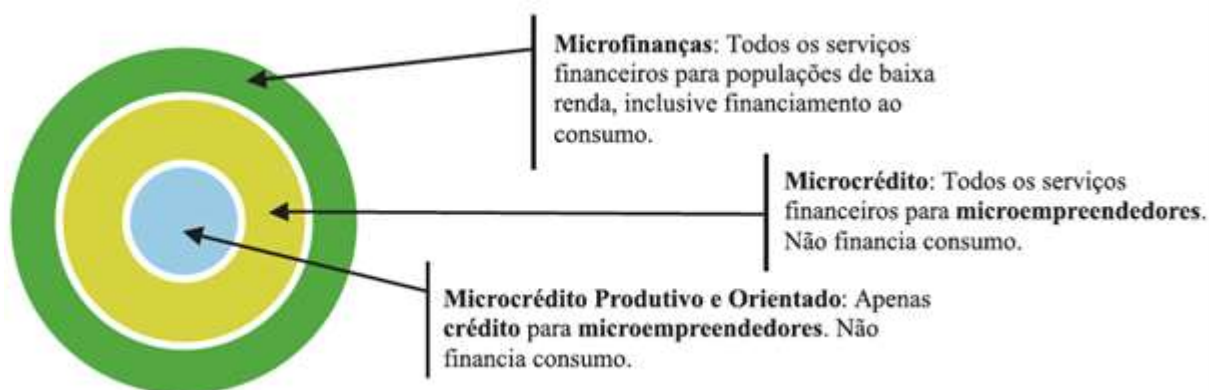 Microfinanças: Todos os serviços
financeiros para populações de baixa
renda, inclusive financiamento ao
consumo.
Microcrédito: Todos os serviços
financeiros para microempreendedores.
Não financia consumo.
Microcrédito Produtivo e Orientado: Apenas
crédito para microempreendedores. Não
financia consumo.